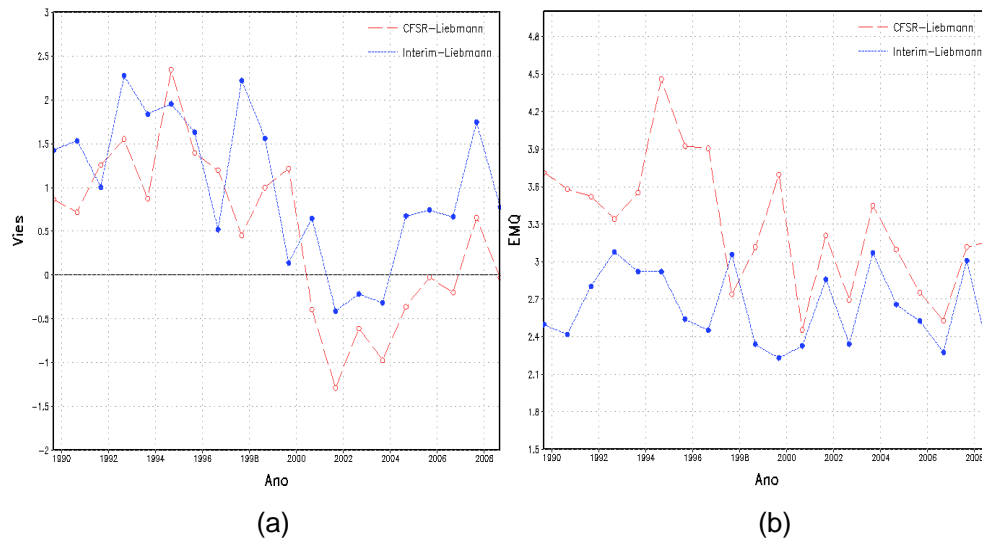 CFSR-Liebmann
Interim-Liebmann
3
2.5
2
1.5
1
0.5
0
-0.5
-1
-1.5
-2
Vies
1990 1992 1994 1996 1998 2000 2002 2004 2006 2008
Ano
(a)
CFSR-Liebmann
Interim-Liebmann
4.8
4.5
4.2
3.9
3.6
3.3
3
2.7
2.4
2.1
1.8
1.5
EMQ
1990 1992 1994 1996 1998 2000 2002 2004 2006 2008
Ano
(b)